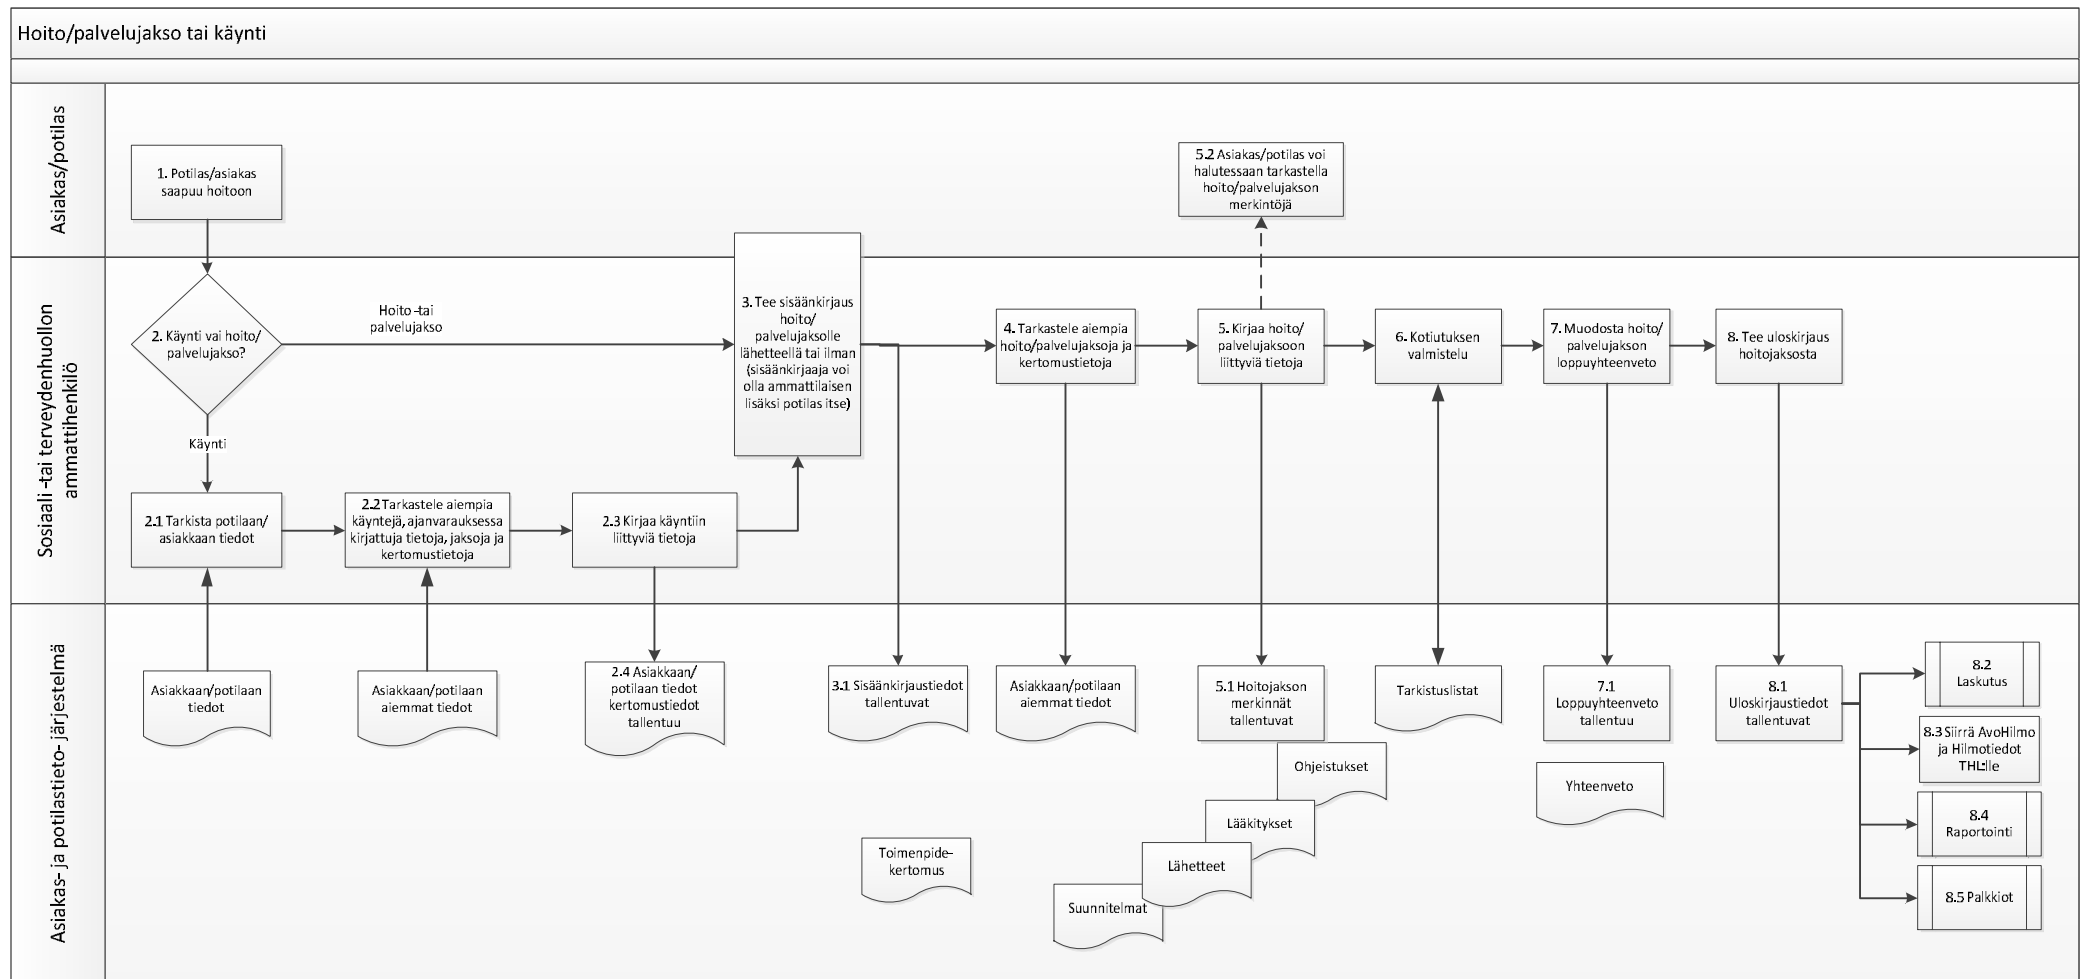 Hoito/palvelujakso tai käynti
Asiakas/potilas
1. Potilas/asiakas
saapuu hoitoon
5.2 Asiakas/potilas voi
halutessaan tarkastella
hoito/palvelujakson
merkintöjä
Sosiaali -tai terveydenhuollon
ammattihenkilö
2. Käynti vai hoito/
palvelujakso?
Hoito -tai
palvelujakso
Käynti
3. Tee sisäänkirjaus
hoito/
palvelujaksolle
lähetteellä tai ilman
(sisäänkirjaaja voi
olla ammattilaisen
lisäksi potilas itse)
4. Tarkastele aiempia
hoito/palvelujaksoja ja
kertomustietoja
5. Kirjaa hoito/
palvelujaksoon
liittyviä tietoja
6. Kotiutuksen
valmistelu
7. Muodosta hoito/
palvelujakson
loppuyhteenveto
8. Tee uloskirjaus
hoitojaksosta
2.1 Tarkista potilaan/
asiakkaan tiedot
2.2 Tarkastele aiempia
käyntejä, ajanvarauksessa
kirjattuja tietoja, jaksoja ja
kertomustietoja
2.3 Kirjaa käyntiin
liittyviä tietoja
Asiakas- ja potilastieto-järjestelmä
Asiakkaan/potilaan
tiedot
Asiakkaan/potilaan
aiemmat tiedot
2.4 Asiakkaan/
potilaan tiedot
kertomustiedot
tallentuu
3.1 Sisäänkirjaustiedot
tallentuvat
Asiakkaan/potilaan
aiemmat tiedot
5.1 Hoitojakson
merkinnät
tallentuvat
Tarkistuslistat
7.1
Loppuyhteenveto
tallentuu
8.1
Uloskirjaustiedot
tallentuvat
8.2
Laskutus
8.3 Siirrä AvoHilmo
ja Hilmotiedot
THL:lle
8.4
Raportointi
8.5 Palkkiot
Ohjeistukset
Yhteenveto
Lääkitykset
Toimenpide-
kertomus
Lähetteet
Suunnitelmat